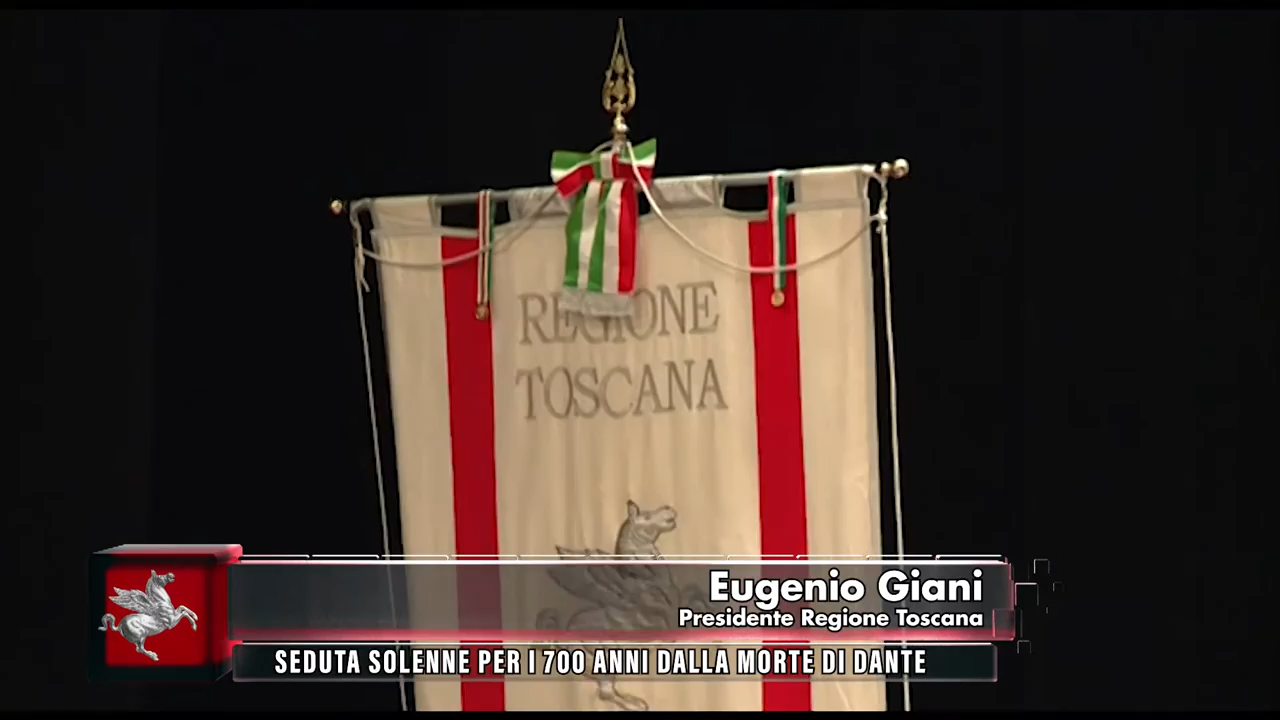 REGIONE
TOSCANA
Eugenio Giani
Presidente Regione Toscana
SEDUTA SOLENNE PER I 700 ANNI DALLA MORTE DI DANTE